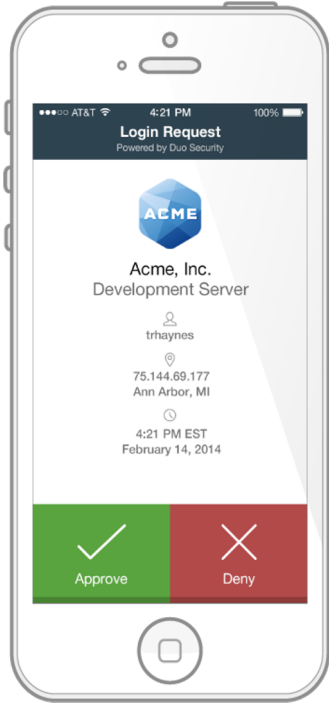 AT&T 4:21 PM 100%
Login Request
Powered by Duo Security
ACME
Acme, Inc.
Development Server
trhaynes
75.144.69.177
Ann Arbor, MI
4:21 PM EST
February 14, 2014
Approve Deny